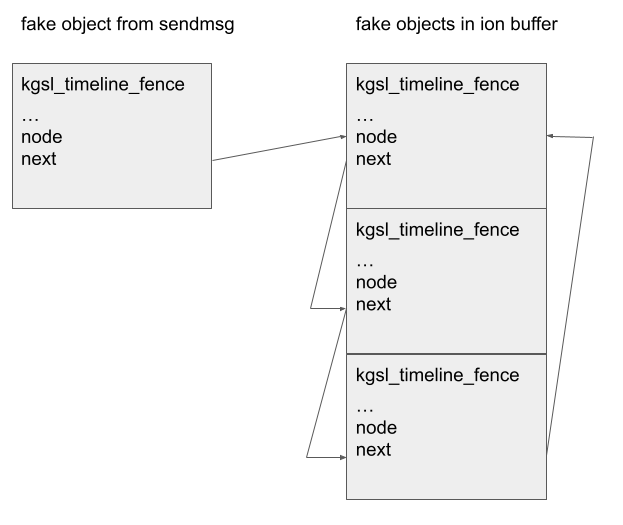 fake object from sendmsg
kgsl_timeline_fence
…
node
next
fake objects in ion buffer
kgsl_timeline_fence
…
node
next
kgsl_timeline_fence
…
node
next
kgsl_timeline_fence
…
node
next